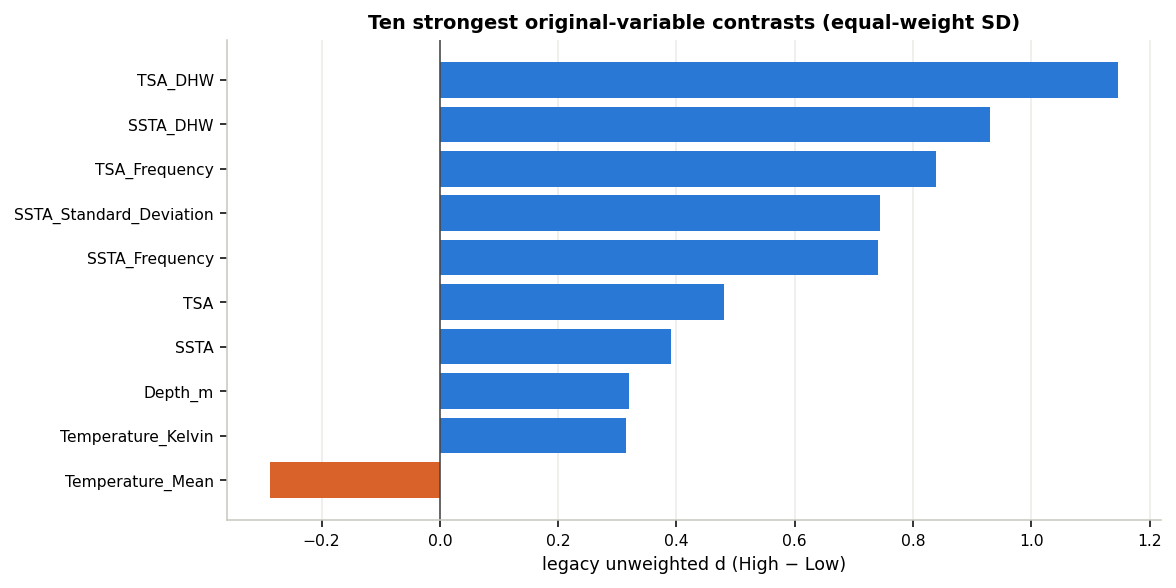 Ten strongest original-variable contrasts (equal-weight SD)
TSA_DHW
SSTA_DHW
TSA_Frequency
SSTA_Standard_Deviation
SSTA_Frequency
TSA
SSTA
Depth_m
Temperature_Kelvin
Temperature_Mean
−0.2 0.0 0.2 0.4 0.6 0.8 1.0 1.2
legacy unweighted d (High − Low)